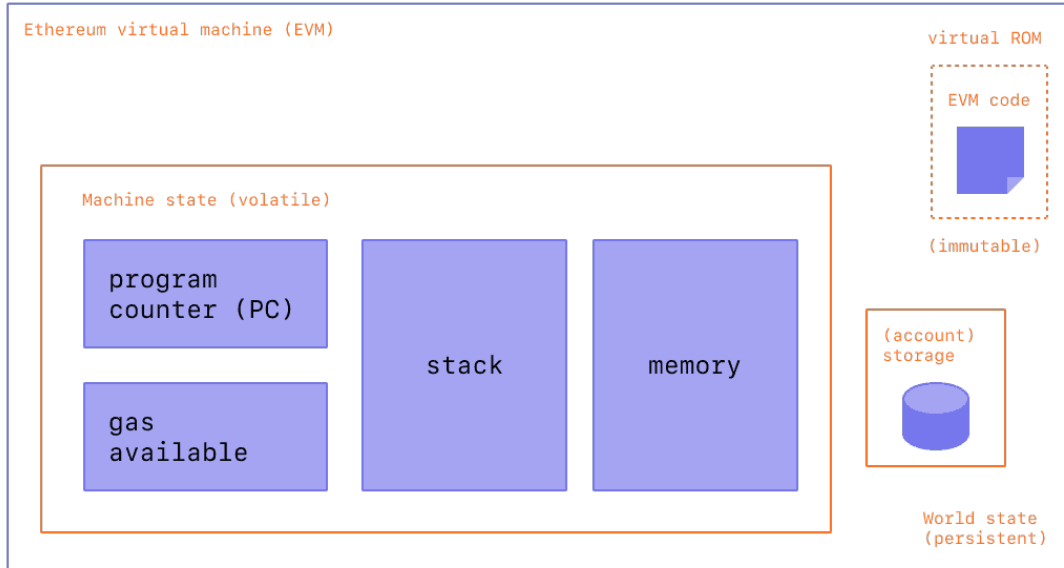 Ethereum virtual machine (EVM)
virtual ROM
EVM code
(immutable)
Machine state (volatile)
program
counter (PC)
gas
available
stack
memory
(account)
storage
World state
(persistent)